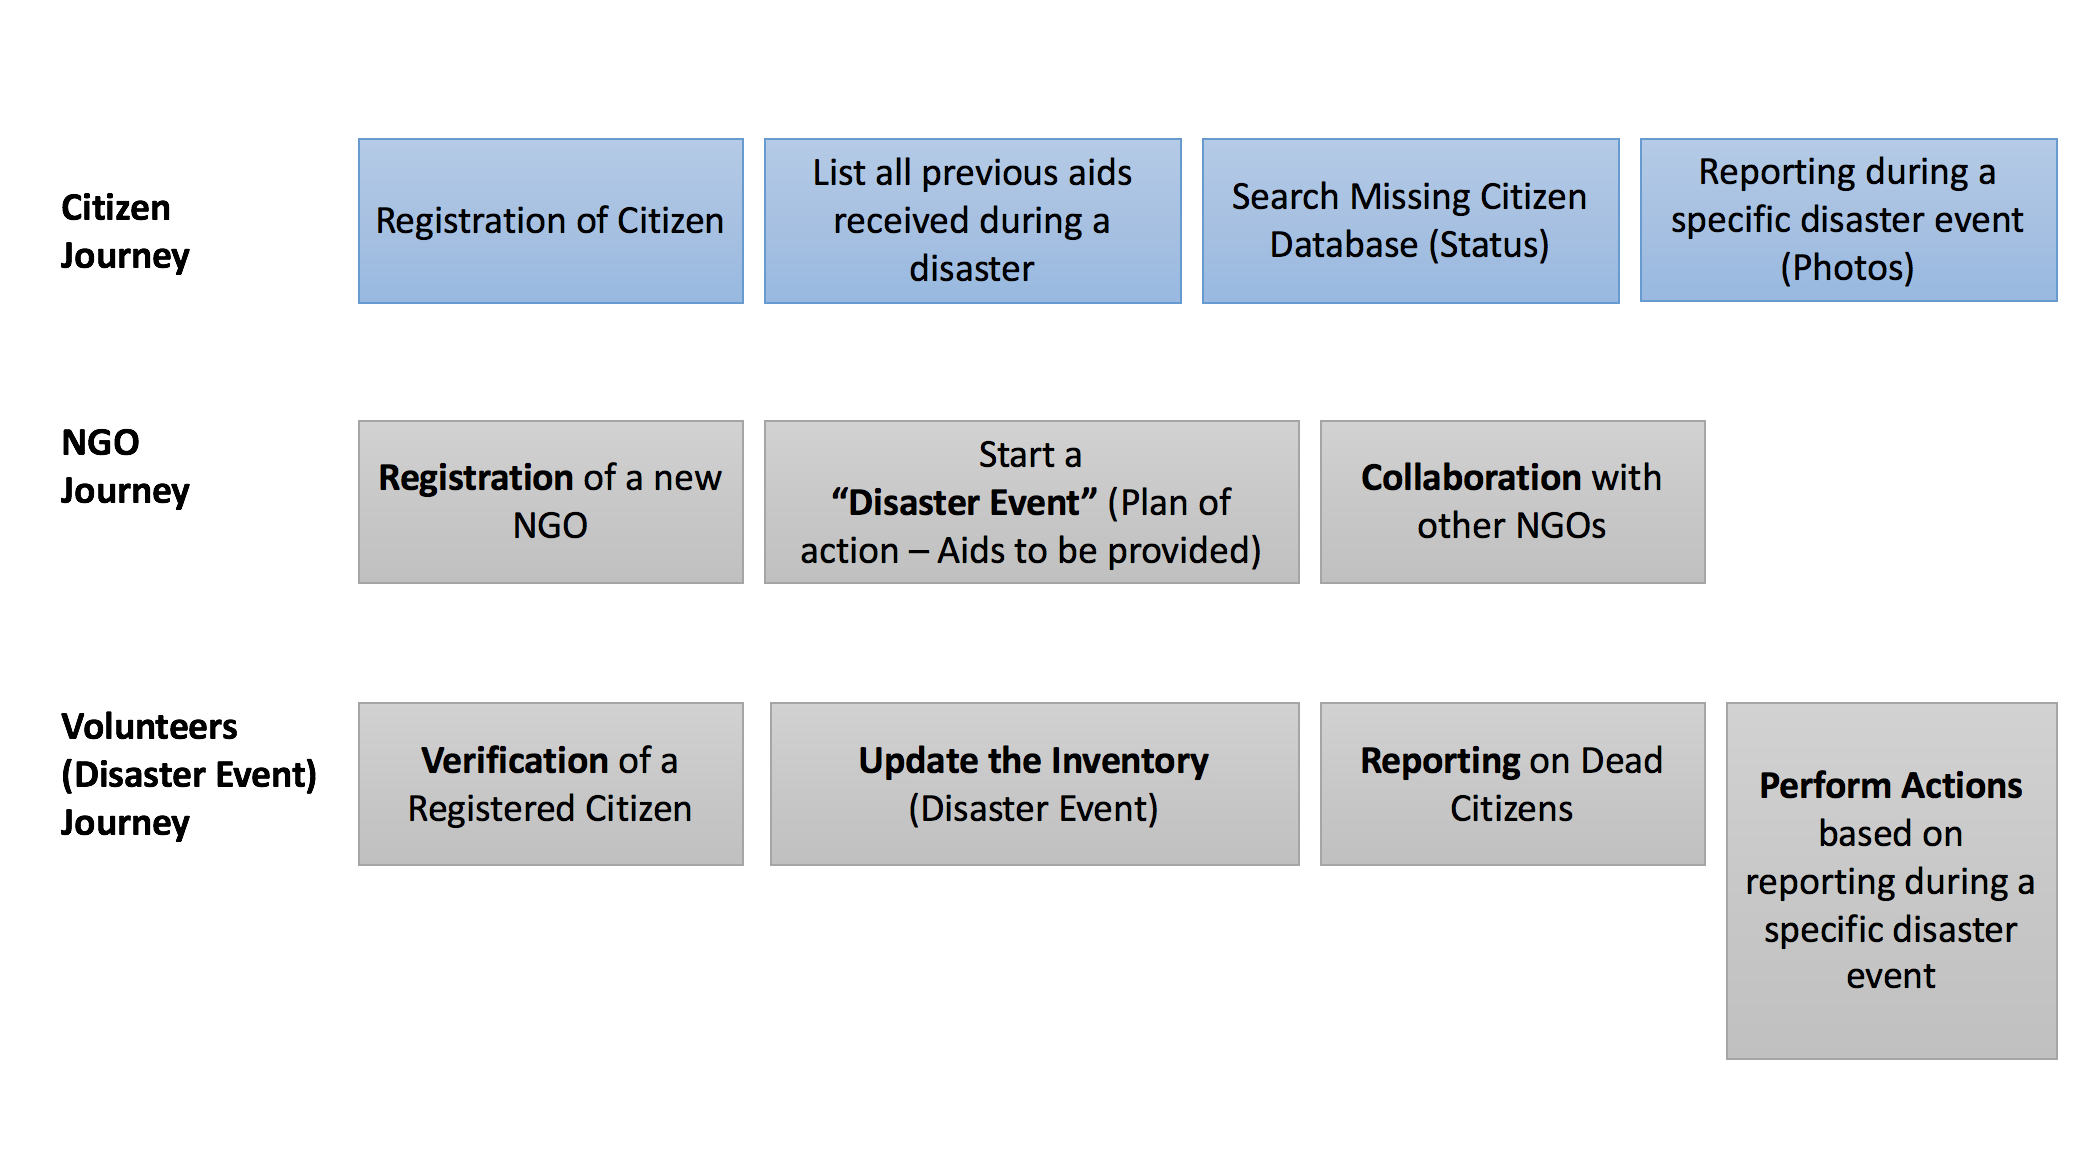 Citizen
Journey
Registration of Citizen
List all previous aids
received during a
disaster
Search Missing Citizen
Database (Status)
Reporting during a
specific disaster event
(Photos)
NGO
Journey
Registration of a new
NGO
Start a
“Disaster Event” (Plan of
action – Aids to be provided)
Collaboration with
other NGOs
Volunteers
(Disaster Event)
Journey
Verification of a
Registered Citizen
Update the Inventory
(Disaster Event)
Reporting on Dead
Citizens
Perform Actions
based on
reporting during a
specific disaster
event